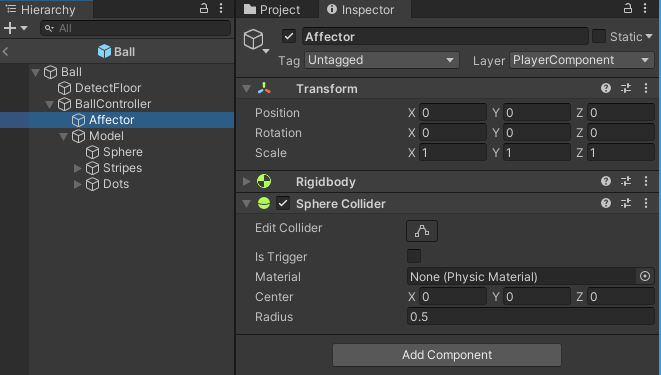 Hierarchy
All
Ball
Ball
DetectFloor
BallController
Affector
Model
Sphere
Stripes
Dots
Project
Inspector
Affector
Static
Tag Untagged Layer PlayerComponent
Transform
Position X 0 Y 0 Z 0
Rotation X 0 Y 0 Z 0
Scale X 1 Y 1 Z 1
Rigidbody
Sphere Collider
Edit Collider
Is Trigger
Material None (Physic Material)
Center X 0 Y 0 Z 0
Radius 0.5
Add Component